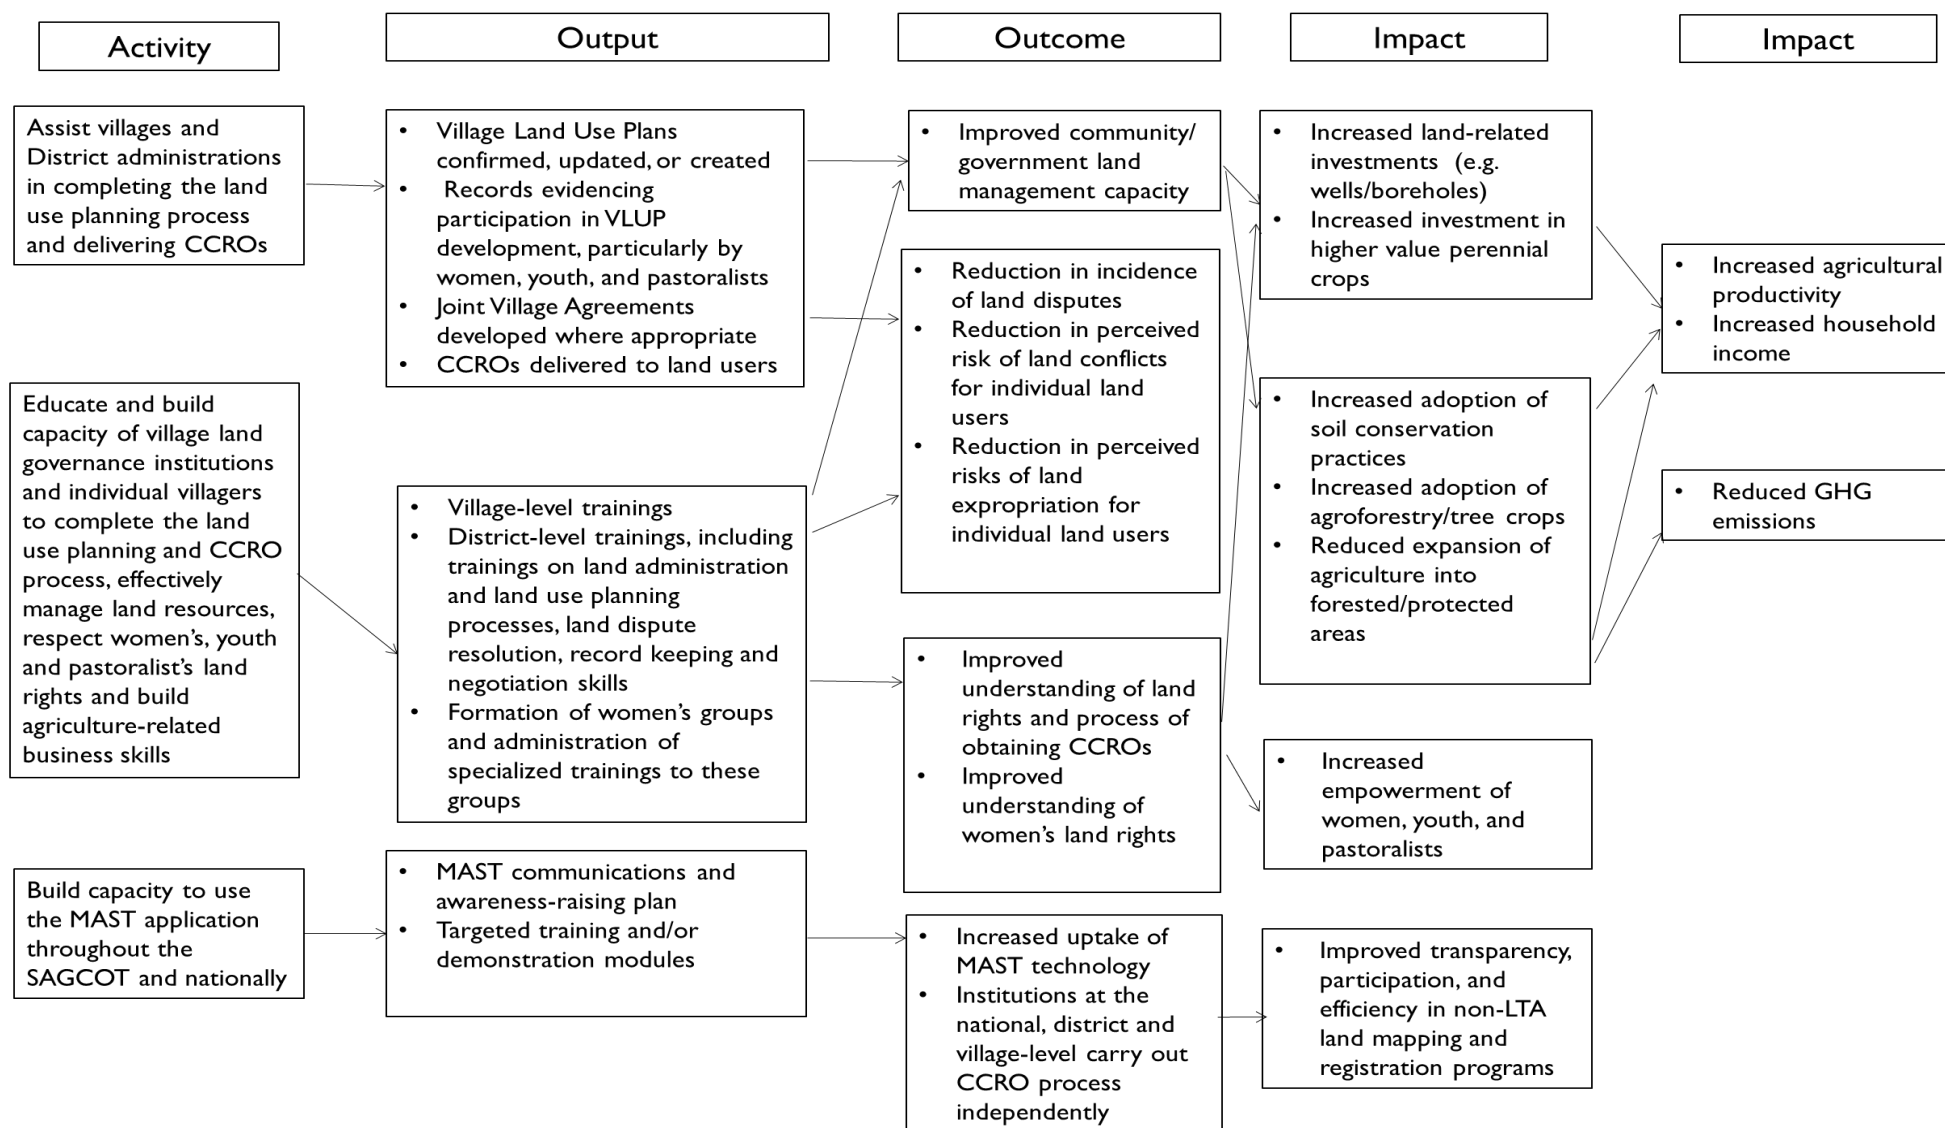 Activity
Output
Outcome
Impact
Impact
Assist villages and
District administrations
in completing the land
use planning process
and delivering CCROs
Educate and build
capacity of village land
governance institutions
and individual villagers
to complete the land
use planning and CCRO
process, effectively
manage land resources,
respect women's, youth
and pastoralist's land
rights and build
agriculture-related
business skills
Build capacity to use
the MAST application
throughout the
SAGCOT and nationally
• Village Land Use Plans
confirmed, updated, or created
• Records evidencing
participation in VLUP
development, particularly by
women, youth, and pastoralists
• Joint Village Agreements
developed where appropriate
• CCROs delivered to land users
• Village-level trainings
• District-level trainings, including
trainings on land administration
and land use planning
processes, land dispute
resolution, record keeping and
negotiation skills
• Formation of women's groups
and administration of
specialized trainings to these
groups
• MAST communications and
awareness-raising plan
• Targeted training and/or
demonstration modules
• Improved community/
government land
management capacity
• Reduction in incidence
of land disputes
• Reduction in perceived
risk of land conflicts
for individual land
users
• Reduction in perceived
risks of land
expropriation for
individual land users
• Improved
understanding of land
rights and process of
obtaining CCROs
• Improved
understanding of
women's land rights
• Increased uptake of
MAST technology
• Institutions at the
national, district and
village-level carry out
CCRO process
independently
• Increased land-related
investments (e.g.
wells/boreholes)
• Increased investment in
higher value perennial
crops
• Increased adoption of
soil conservation
practices
• Increased adoption of
agroforestry/tree crops
• Reduced expansion of
agriculture into
forested/protected
areas
• Increased
empowerment of
women, youth, and
pastoralists
• Improved transparency,
participation, and
efficiency in non-LTA
land mapping and
registration programs
• Increased agricultural
productivity
• Increased household
income
• Reduced GHG
emissions